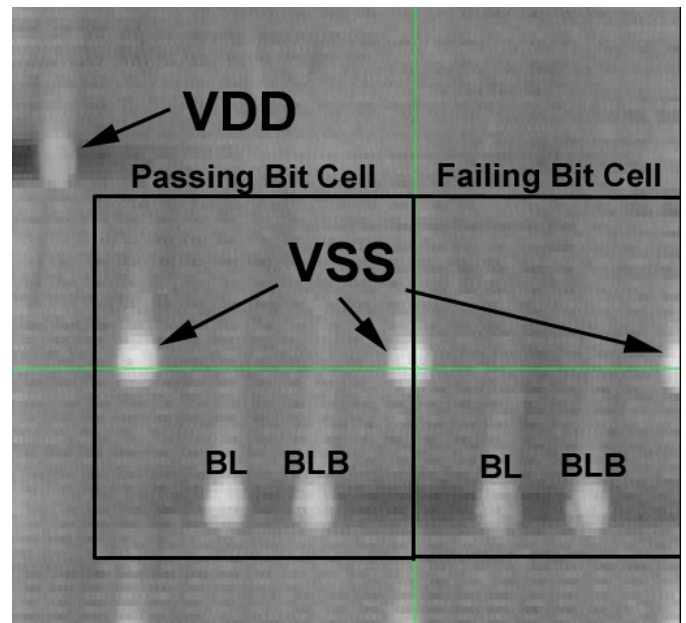 VDD
Passing Bit Cell
Failing Bit Cell
VSS
BL BLB
BL BLB